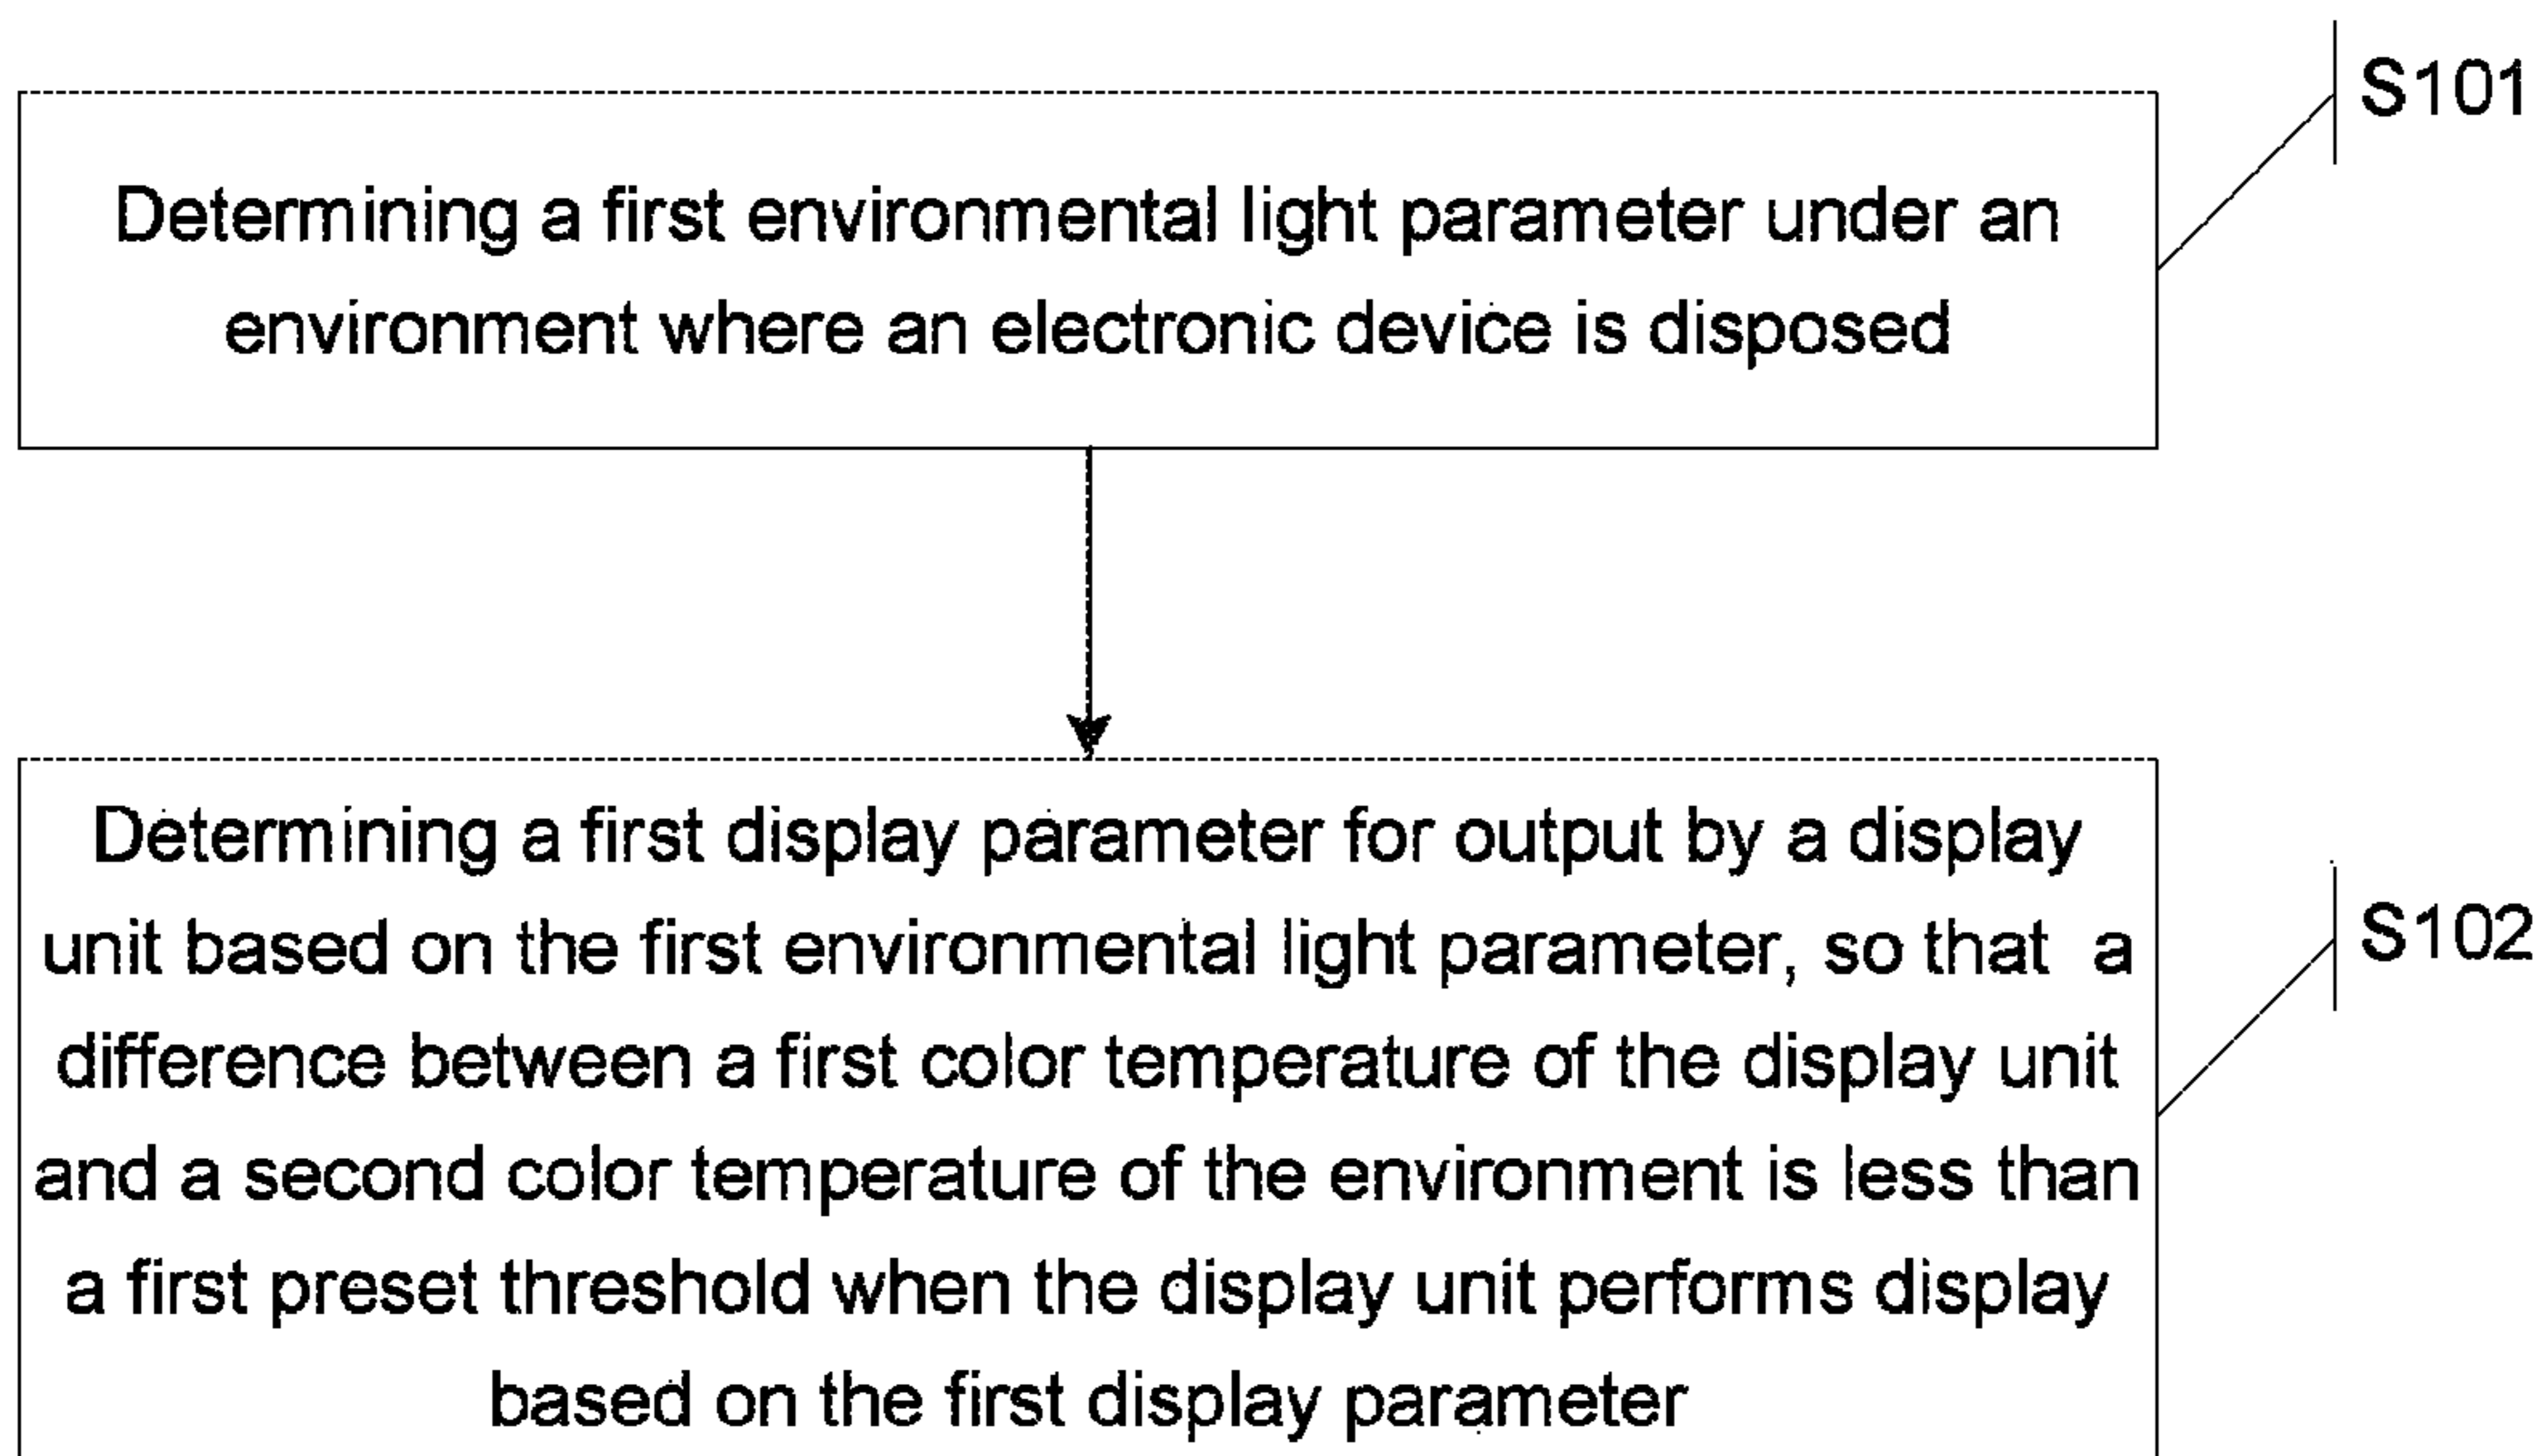 S101
Determining a first environmental light parameter under an
environment where an electronic device is disposed
Determining a first display parameter for output by a display
unit based on the first environmental light parameter, so that a
S102
difference between a first color temperature of the display unit
and a second color temperature of the environment is less than
a first preset threshold when the display unit performs display
based on the first display parameter